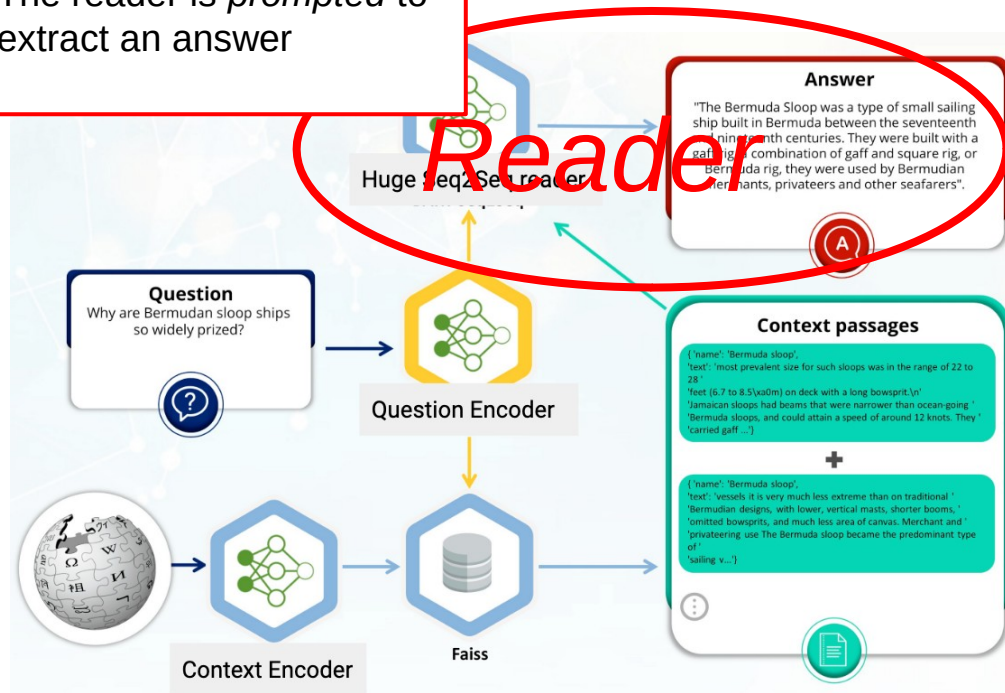 The reader is prompted to
extract an answer
Answer
"The Bermuda Sloop was a type of small sailing
ship built in Bermuda between the seventeenth
and nineteenth centuries. They were built with a
gaff rig, a combination of gaff and square rig, or
Bermuda rig, they were used by Bermudian
merchants, privateers and other seafarers".
Reader
Huge Seq2Seq reader
A
Question
Why are Bermudan sloop ships
so widely prized?
?
Question Encoder
Context passages
{ 'name': 'Bermuda sloop',
'text': 'most prevalent size for such sloops was in the range of 22 to
28 '
'feet (6.7 to 8.5\xa0m) on deck with a long bowsprit.\n'
'Jamaican sloops had beams that were narrower than ocean-going '
'Bermuda sloops, and could attain a speed of around 12 knots. They '
'carried gaff ...'}
+
{ 'name': 'Bermuda sloop',
'text': 'vessels it is very much less extreme than on traditional '
'Bermudian designs, with lower, vertical masts, shorter booms, '
'omitted bowsprits, and much less area of canvas. Merchant and '
'privateering use The Bermuda sloop became the predominant type
of '
'sailing v...'}
Ω W
祖 И
Faiss
Context Encoder